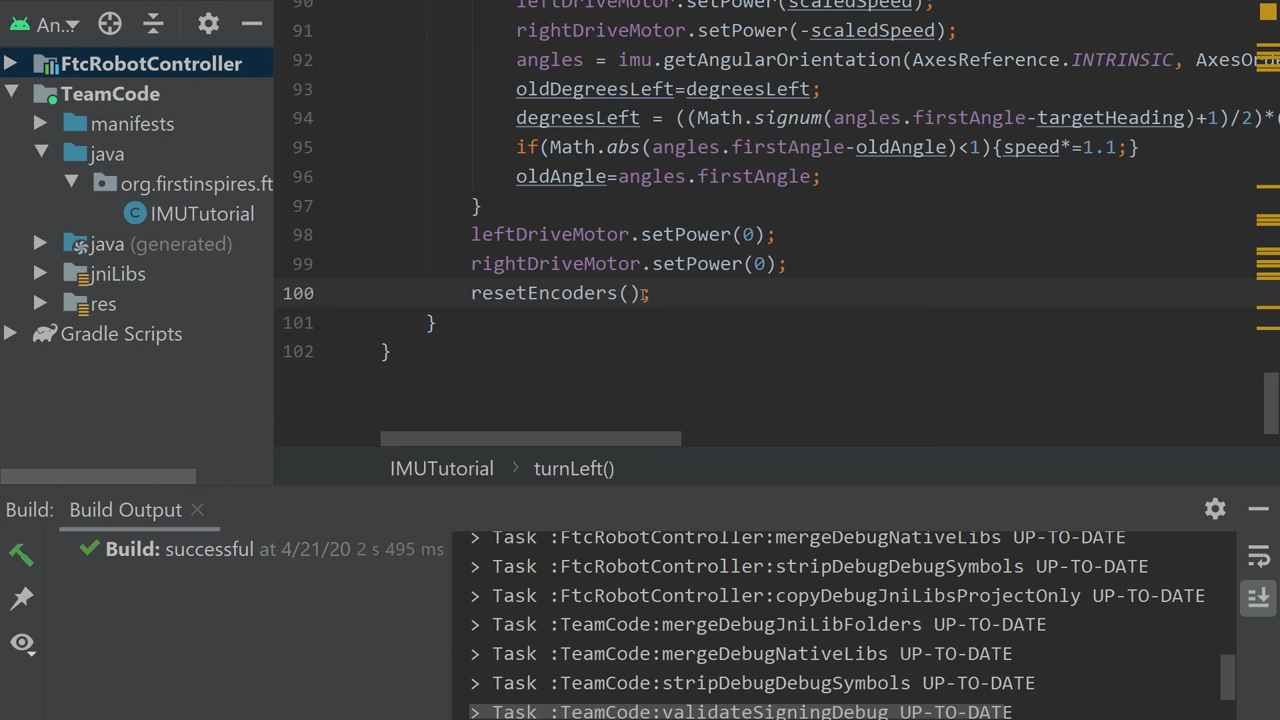 An...
FtcRobotController
TeamCode
manifests
java
org.firstinspires.ft
IMUTutorial
java (generated)
jniLibs
res
Gradle Scripts
90 leftDriveMotor.setPower(scaledSpeed);
91 rightDriveMotor.setPower(-scaledSpeed);
92 angles = imu.getAngularOrientation(AxesReference.INTRINSIC, AxesOrde
93 oldDegreesLeft=degreesLeft;
94 degreesLeft = ((Math.signum(angles.firstAngle-targetHeading)+1)/2)*(
95 if(Math.abs(angles.firstAngle-oldAngle)<1){speed*=1.1;}
96 oldAngle=angles.firstAngle;
97 }
98 leftDriveMotor.setPower(0);
99 rightDriveMotor.setPower(0);
100 resetEncoders();
101 }
102 }
IMUTutorial > turnLeft()
Build: Build Output
Build: successful at 4/21/20 2 s 495 ms
> Task :FtcRobotController:mergeDebugNativeLibs UP-TO-DATE
> Task :FtcRobotController:stripDebugDebugSymbols UP-TO-DATE
> Task :FtcRobotController:copyDebugJniLibsProjectOnly UP-TO-DATE
> Task :TeamCode:mergeDebugJniLibFolders UP-TO-DATE
> Task :TeamCode:mergeDebugNativeLibs UP-TO-DATE
> Task :TeamCode:stripDebugDebugSymbols UP-TO-DATE
> Task :TeamCode:validateSigningDebug UP-TO-DATE